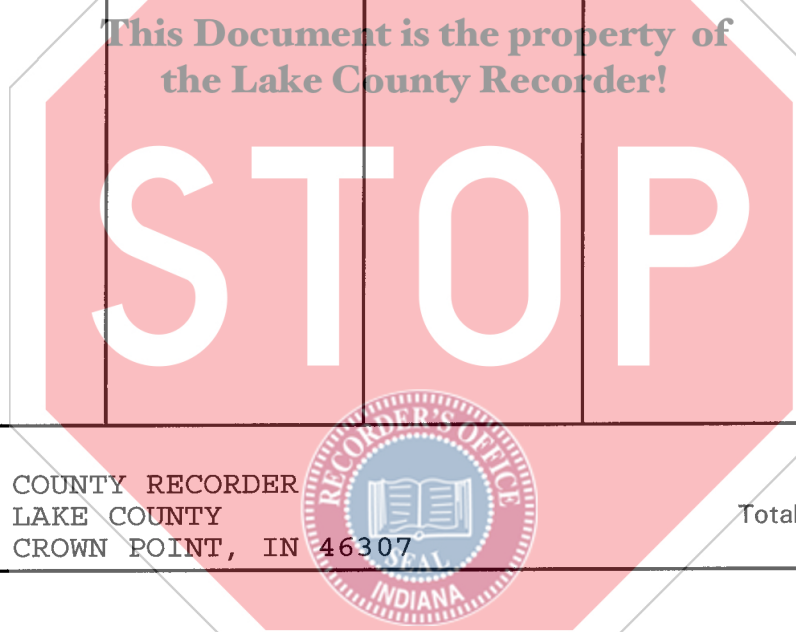 This Document is the property of
the Lake County Recorder!
STOP
RECORDER'S OFFICE
COUNTY RECORDER
LAKE COUNTY
Total
CROWN POINT, IN 46307
SEAL
INDIANA